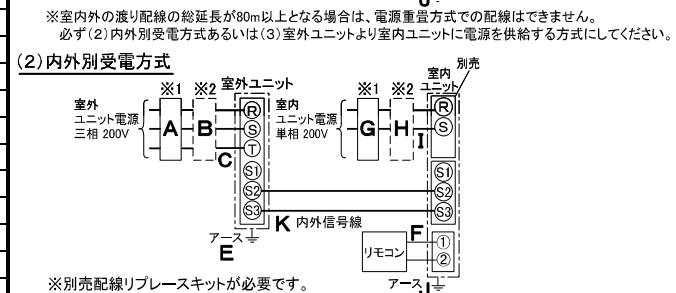 ※室内外の渡り配線の総延長が80m以上となる場合は、電源重畳方式での配線はできません。
必ず(2)内外別受電方式あるいは(3)室外ユニットより室内ユニットに電源を供給する方式にしてください。
(2)内外別受電方式
別売
※1 ※2 室外ユニット
※1 ※2 室内ユニット
室外
ユニット電源
三相 200V
A B C
R
S
T
S1
S2
S3
室内
ユニット電源
単相 200V
G H I
R
S
S1
S2
S3
K 内外信号線
アース
E
リモコン
F
①
②
アース
J
※別売配線リプレースキットが必要です。